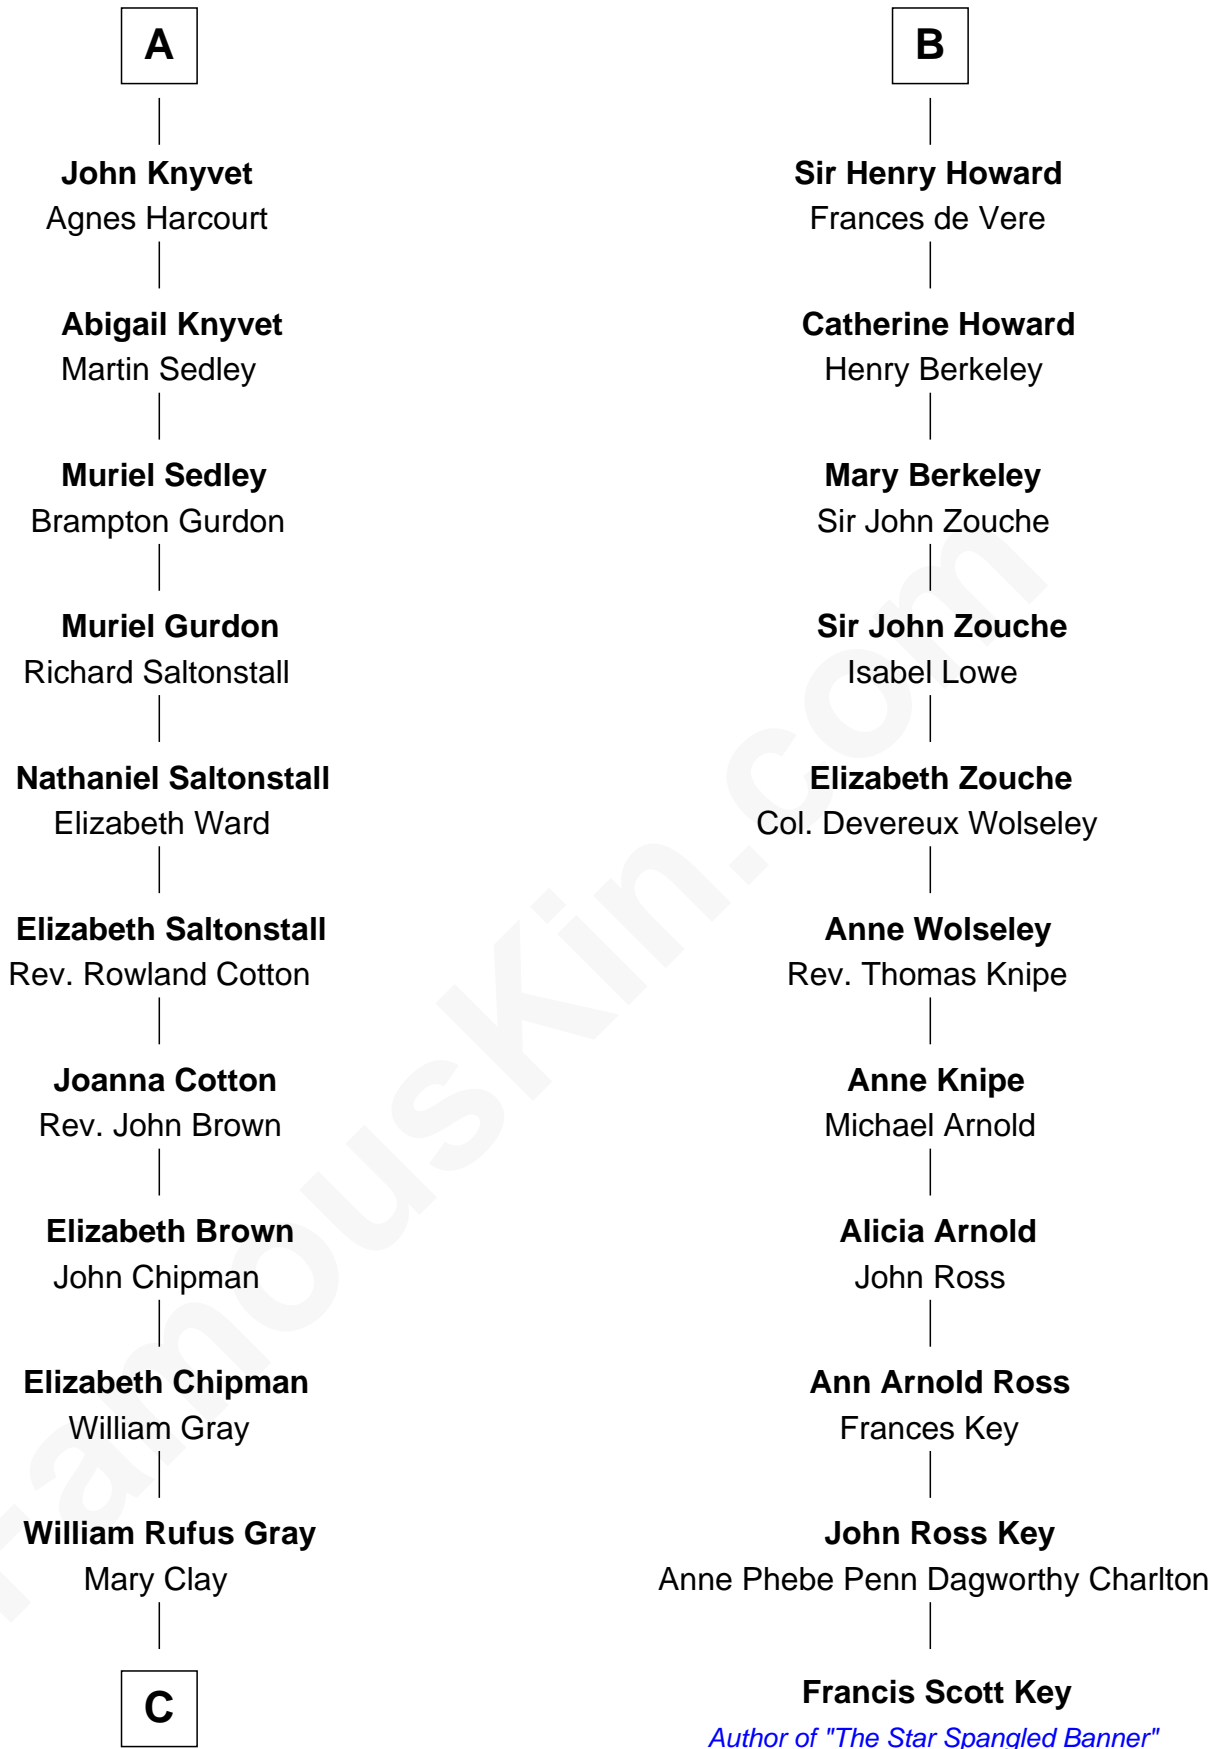 A
John Knyvet
Agnes Harcourt
Abigail Knyvet
Martin Sedley
Muriel Sedley
Brampton Gurdon
Muriel Gurdon
Richard Saltonstall
Nathaniel Saltonstall
Elizabeth Ward
Elizabeth Saltonstall
Rev. Rowland Cotton
Joanna Cotton
Rev. John Brown
Elizabeth Brown
John Chipman
Elizabeth Chipman
William Gray
William Rufus Gray
Mary Clay
C
B
Sir Henry Howard
Frances de Vere
Catherine Howard
Henry Berkeley
Mary Berkeley
Sir John Zouche
Sir John Zouche
Isabel Lowe
Elizabeth Zouche
Col. Devereux Wolseley
Anne Wolseley
Rev. Thomas Knipe
Anne Knipe
Michael Arnold
Alicia Arnold
John Ross
Ann Arnold Ross
Frances Key
John Ross Key
Anne Phebe Penn Dagworthy Charlton
Francis Scott Key
Author of "The Star Spangled Banner"
FamousKin.com